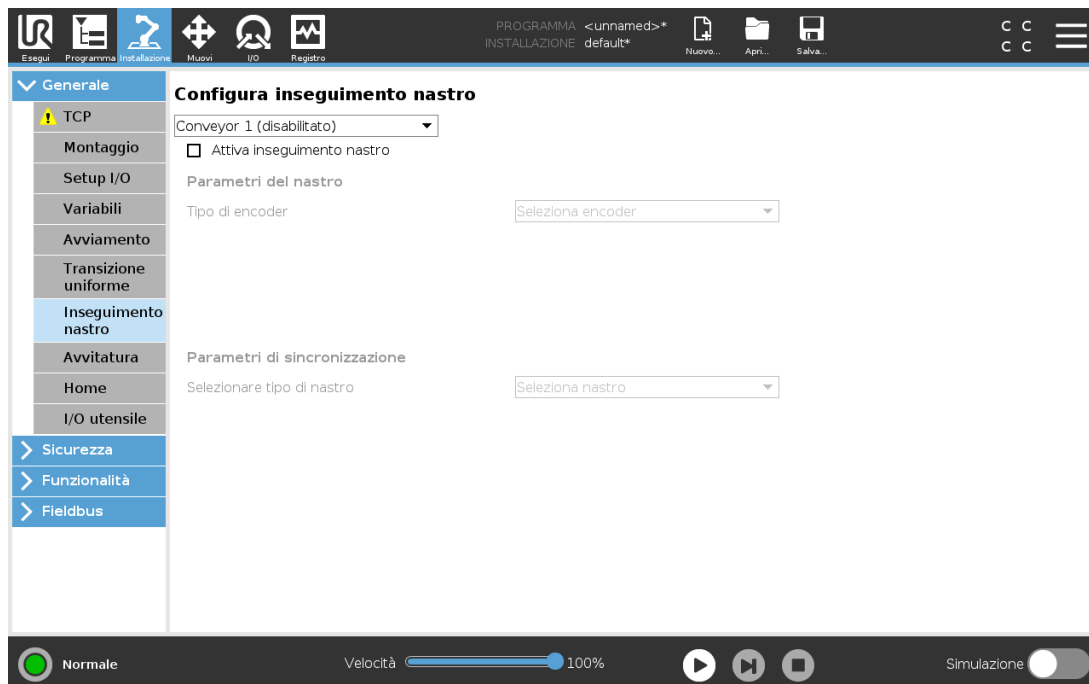 PROGRAMMA <unnamed>*
INSTALLAZIONE default*
Esegui Programma Installazione Muovi I/O Registro
Nuovo... Apri... Salva...
C C
C C
Generale
TCP
Montaggio
Setup I/O
Variabili
Avviamento
Transizione
uniforme
Inseguimento
nastro
Avvitatura
Home
I/O utensile
Sicurezza
Funzionalità
Fieldbus
Configura inseguimento nastro
Conveyor 1 (disabilitato)
Attiva inseguimento nastro
Parametri del nastro
Tipo di encoder Seleziona encoder
Parametri di sincronizzazione
Selezionare tipo di nastro Seleziona nastro
Normale Velocità 100% Simulazione